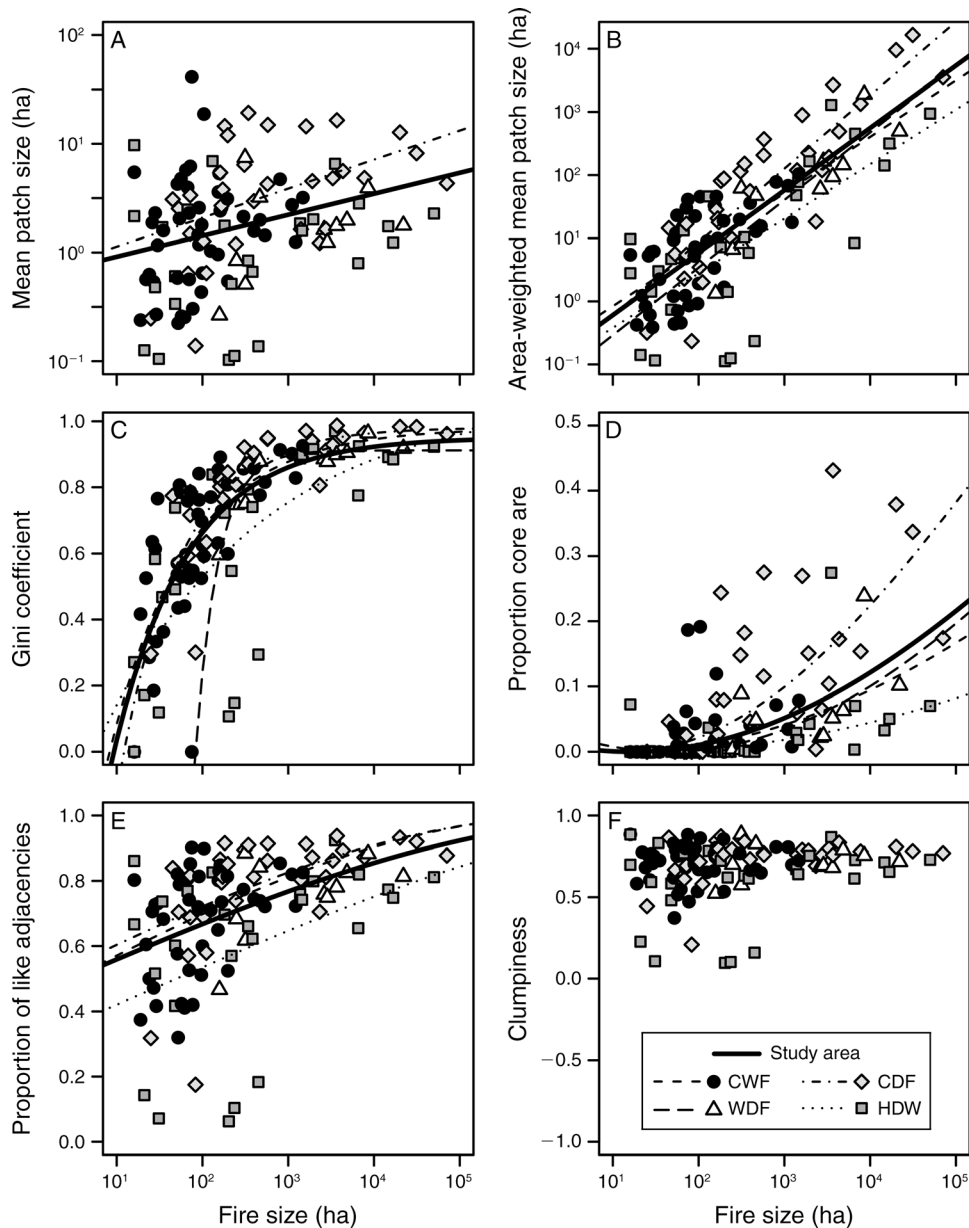 A
Mean patch size (ha)
10²
10¹
10⁰
10⁻¹
B
Area-weighted mean patch size (ha)
10⁴
10³
10²
10¹
10⁰
10⁻¹
C
Gini coefficient
1.0
0.8
0.6
0.4
0.2
0.0
D
Proportion core are
0.5
0.4
0.3
0.2
0.1
0.0
E
Proportion of like adjacencies
1.0
0.8
0.6
0.4
0.2
0.0
10¹ 10² 10³ 10⁴ 10⁵
Fire size (ha)
F
Clumpiness
1.0
0.5
0.0
−0.5
−1.0
Study area
CWF CDF
WDF HDW
10¹ 10² 10³ 10⁴ 10⁵
Fire size (ha)